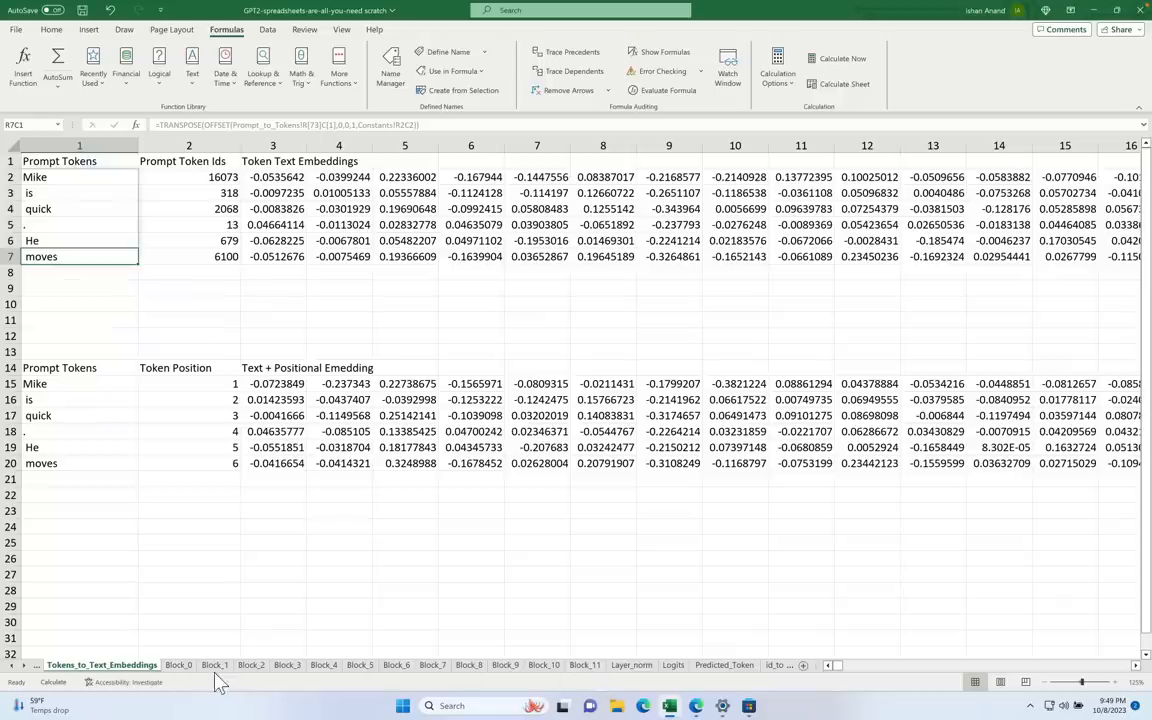 AutoSave Off GPT2-spreadsheets-are-all-you-need scratch Search Ishan Anand IA
File Home Insert Draw Page Layout Formulas Data Review View Help Comments Share
Insert Function AutoSum Recently Used Financial Logical Text Date & Time Lookup & Reference Math & Trig More Functions
Name Manager Define Name Use in Formula Create from Selection
Trace Precedents Trace Dependents Remove Arrows Show Formulas Error Checking Evaluate Formula Watch Window
Calculation Options Calculate Now Calculate Sheet
Function Library Defined Names Formula Auditing Calculation
R7C1 fx =TRANSPOSE(OFFSET(Prompt_to_Tokens!R[73]C[1],0,0,1,Constants!R2C2))
1 2 3 4 5 6 7 8 9 10 11 12 13 14 15 16
1 Prompt Tokens Prompt Token Ids Token Text Embeddings
2 Mike 16073 -0.0535642 -0.0399244 0.22336002 -0.167944 -0.1447556 0.08387017 -0.2168577 -0.2140928 0.13772395 0.10025012 -0.0509656 -0.0583882 -0.0770946 -0.10
3 is 318 -0.0097235 0.01005133 0.05557884 -0.1124128 -0.114197 0.12660722 -0.2651107 -0.1186538 -0.0361108 0.05096832 0.0040486 -0.0753268 0.05702734 -0.041
4 quick 2068 -0.0083826 -0.0301929 0.19690648 -0.0992415 0.05808483 0.1255142 -0.343964 0.0056699 0.09639783 0.07254379 -0.0381503 -0.128176 0.05285898 0.0567
5 . 13 0.04664114 -0.0113024 0.02832778 0.04635079 0.03903805 -0.0651892 -0.237793 -0.0276248 -0.0089369 0.05423654 0.02650536 -0.0183138 0.04464085 0.0338
6 He 679 -0.0628225 -0.0067801 0.05482207 0.04971102 -0.1953016 0.01469301 -0.2241214 0.02183576 -0.0672066 -0.0028431 -0.185474 -0.0046237 0.17030545 0.042
7 moves 6100 -0.0512676 -0.0075469 0.19366609 -0.1639904 0.03652867 0.19645189 -0.3264861 -0.1652143 -0.0661089 0.23450236 -0.1692324 0.02954441 0.0267799 -0.115
8
9
10
11
12
13
14 Prompt Tokens Token Position Text + Positional Emedding
15 Mike 1 -0.0723849 -0.237343 0.22738675 -0.1565971 -0.0809315 -0.0211431 -0.1799207 -0.3821224 0.08861294 0.04378884 -0.0534216 -0.0448851 -0.0812657 -0.085
16 is 2 0.01423593 -0.0437407 -0.0392998 -0.1253222 -0.1242475 0.15766723 -0.2141962 0.06617522 0.00749735 0.06949555 -0.0379585 -0.0840952 0.01778117 -0.024
17 quick 3 -0.0041666 -0.1149568 0.25142141 -0.1039098 0.03202019 0.14083831 -0.3174657 0.06491473 0.09101275 0.08698098 -0.006844 -0.1197494 0.03597144 0.0807
18 . 4 0.04635777 -0.085105 0.13385425 0.04700242 0.02346371 -0.0544767 -0.2264214 0.03231859 -0.0221707 0.06286672 0.03430829 -0.0070915 0.04209569 0.0432
19 He 5 -0.0551851 -0.0318704 0.18177843 0.04345733 -0.207683 0.03242477 -0.2150212 0.07397148 -0.0680859 0.0052924 -0.1658449 8.302E-05 0.1632724 0.0513
20 moves 6 -0.0416654 -0.0414321 0.3248988 -0.1678452 0.02628004 0.20791907 -0.3108249 -0.1168797 -0.0753199 0.23442123 -0.1559599 0.03632709 0.02715029 -0.109
21
22
23
24
25
26
27
28
29
30
31
32
... Tokens_to_Text_Embeddings Block_0 Block_1 Block_2 Block_3 Block_4 Block_5 Block_6 Block_7 Block_8 Block_9 Block_10 Block_11 Layer_norm Logits Predicted_Token id_to ...
Ready Calculate Accessibility: Investigate 125%
59°F
Temps drop
Search
9:49 PM
10/8/2023
2